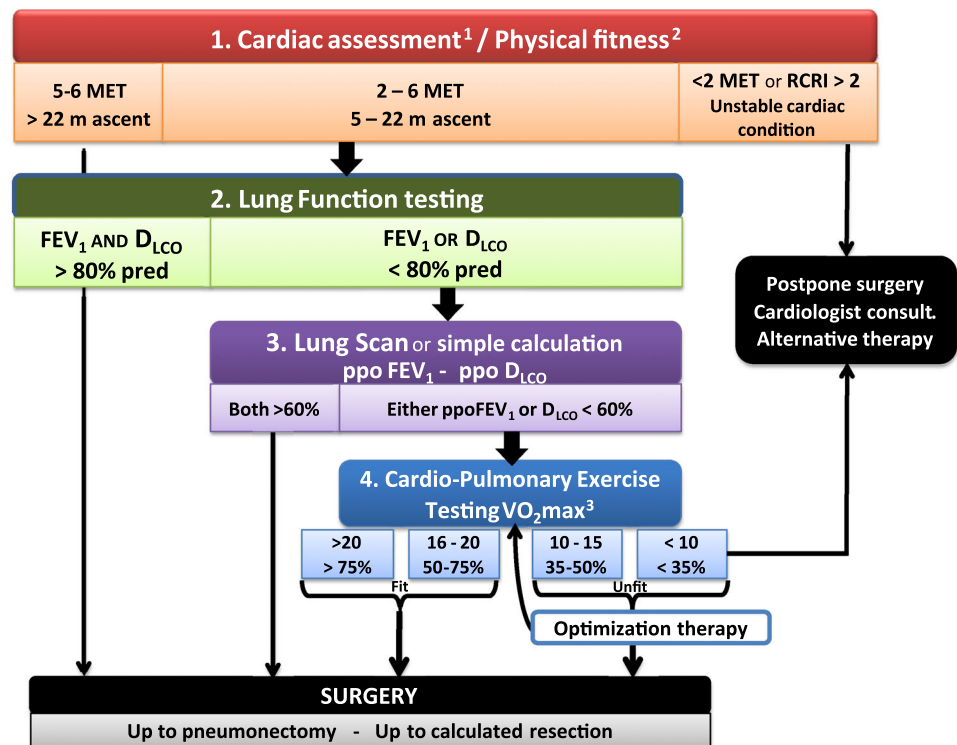 1. Cardiac assessment¹ / Physical fitness²
5-6 MET
> 22 m ascent
2 – 6 MET
5 – 22 m ascent
<2 MET or RCRI > 2
Unstable cardiac
condition
2. Lung Function testing
FEV₁ AND D_LCO
> 80% pred
FEV₁ OR D_LCO
< 80% pred
Postpone surgery
Cardiologist consult.
Alternative therapy
3. Lung Scan or simple calculation
ppo FEV₁ - ppo D_LCO
Both >60%
Either ppoFEV₁ or D_LCO < 60%
4. Cardio-Pulmonary Exercise
Testing VO₂max³
>20
> 75%
16 - 20
50-75%
10 - 15
35-50%
< 10
< 35%
Fit
Unfit
Optimization therapy
SURGERY
Up to pneumonectomy - Up to calculated resection